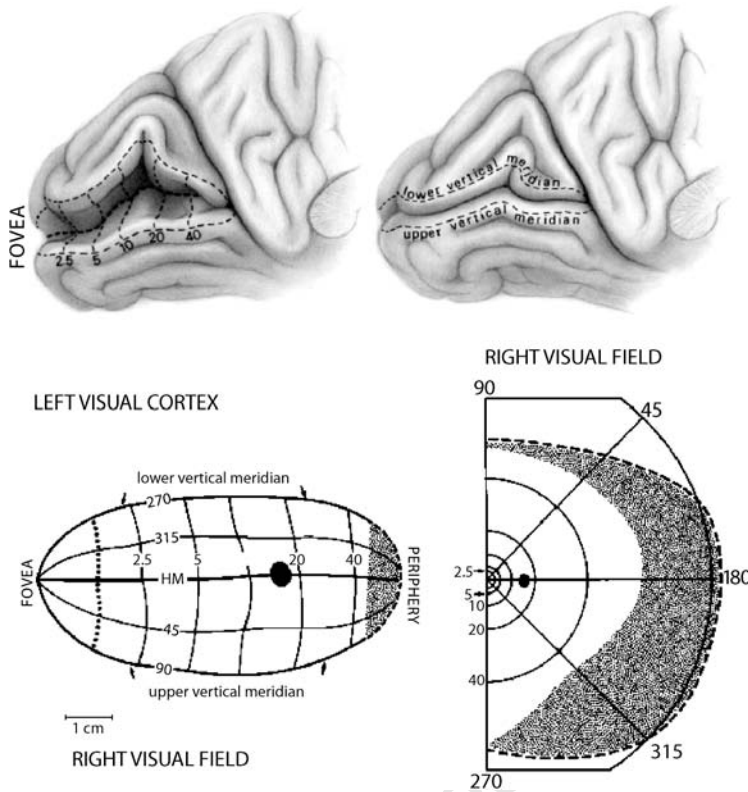 FOVEA
2.5
5
10
20
40
lower vertical meridian
upper vertical meridian
LEFT VISUAL CORTEX
lower vertical meridian
270
315
2.5
5
20
40
FOVEA
HM
PERIPHERY
45
90
upper vertical meridian
1 cm
RIGHT VISUAL FIELD
RIGHT VISUAL FIELD
90
45
2.5
5
10
20
40
180
315
270